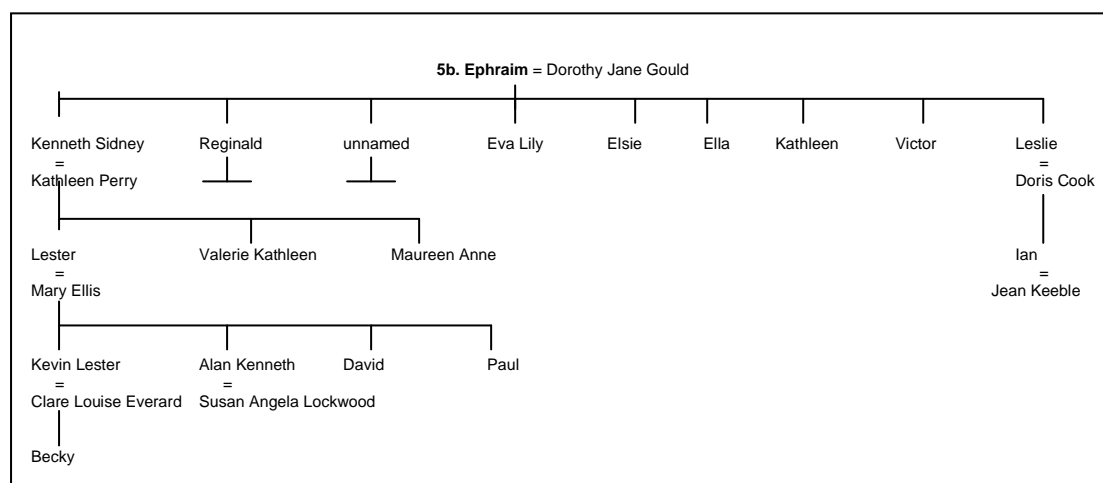 5b. Ephraim = Dorothy Jane Gould
Kenneth Sidney Reginald unnamed Eva Lily Elsie Ella Kathleen Victor Leslie
= =
Kathleen Perry Doris Cook
Lester Valerie Kathleen Maureen Anne Ian
= =
Mary Ellis Jean Keeble
Kevin Lester Alan Kenneth David Paul
= =
Clare Louise Everard Susan Angela Lockwood
Becky